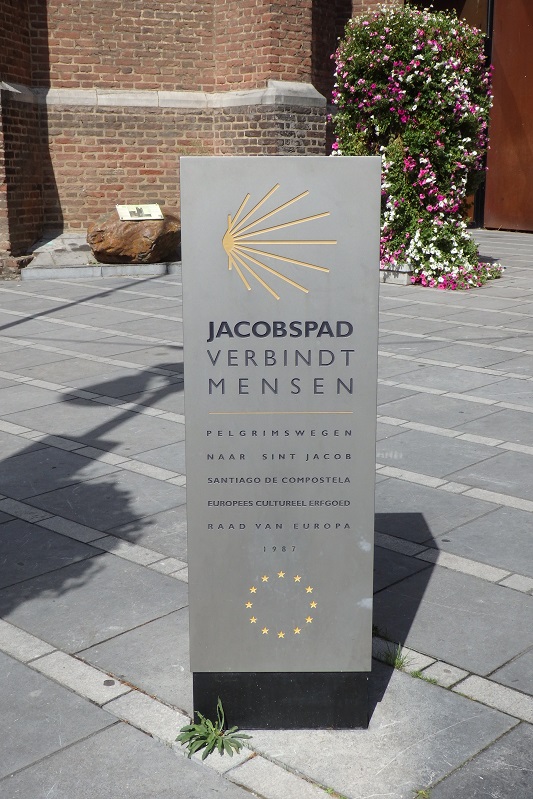 JACOBSPAD
VERBINDT
MENSEN
PELGRIMSWEGEN
NAAR SINT JACOB
SANTIAGO DE COMPOSTELA
EUROPEES CULTUREEL ERFGOED
RAAD VAN EUROPA
1987